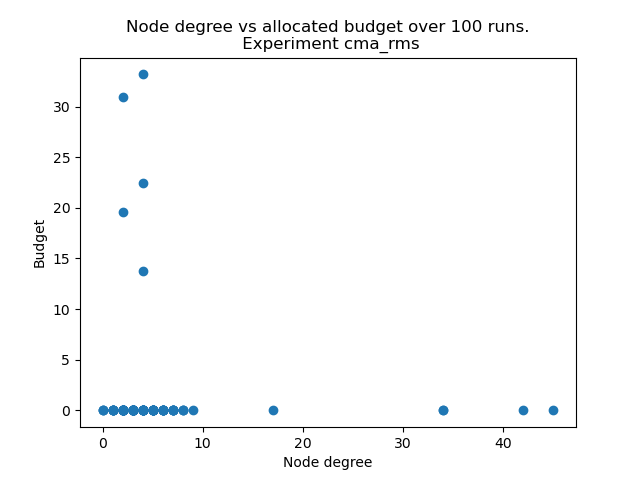 Node degree vs allocated budget over 100 runs.
Experiment cma_rms
30
25
20
15
10
5
0
Budget
0 10 20 30 40
Node degree